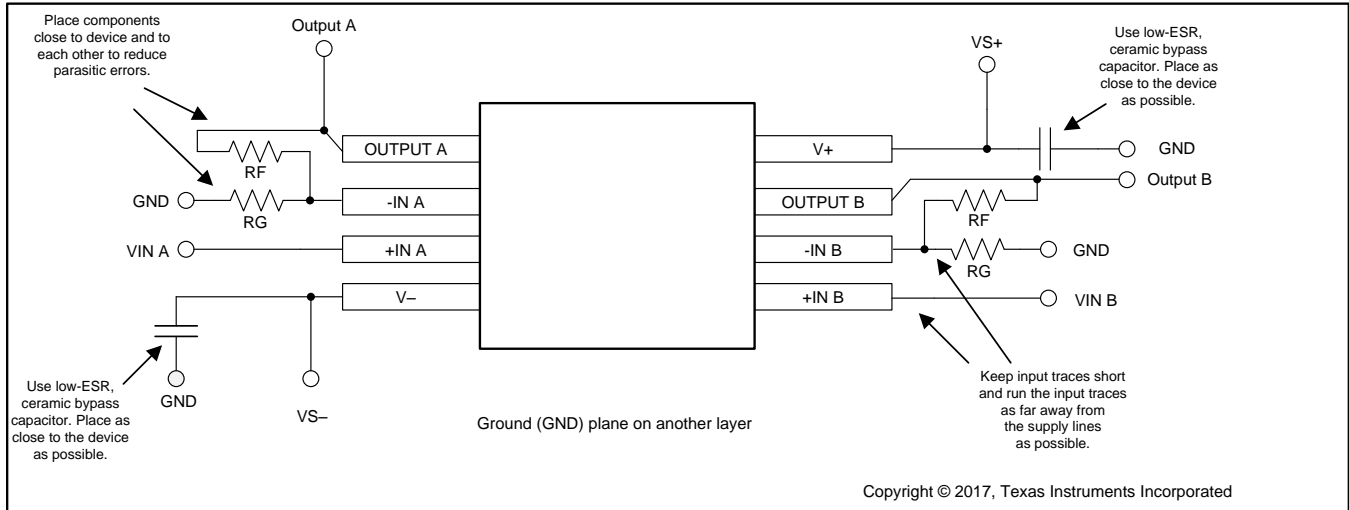 Place components
close to device and to
each other to reduce
parasitic errors.
Output A
VS+
Use low-ESR,
ceramic bypass
capacitor. Place as
close to the device
as possible.
OUTPUT A
V+
GND
RF
OUTPUT B
Output B
GND
-IN A
RF
RG
VIN A
+IN A
-IN B
GND
RG
V–
+IN B
VIN B
Use low-ESR,
ceramic bypass
capacitor. Place as
close to the device
as possible.
GND
VS–
Ground (GND) plane on another layer
Keep input traces short
and run the input traces
as far away from
the supply lines
as possible.
Copyright © 2017, Texas Instruments Incorporated